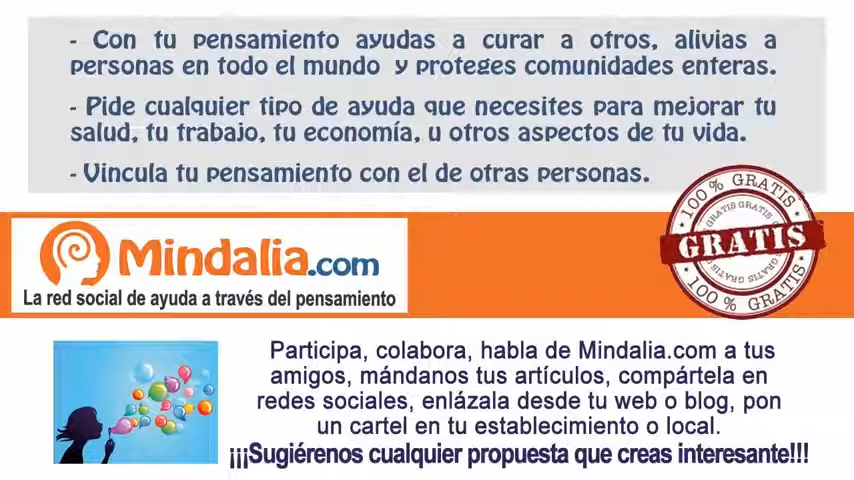 - Con tu pensamiento ayudas a curar a otros, alivias a
personas en todo el mundo y proteges comunidades enteras.
- Pide cualquier tipo de ayuda que necesites para mejorar tu
salud, tu trabajo, tu economía, u otros aspectos de tu vida.
- Vincula tu pensamiento con el de otras personas.
100 % GRATIS
GRATIS GRATIS
GRATIS
GRATIS GRATIS GRATIS
100 % GRATIS
Mindalia.com
La red social de ayuda a través del pensamiento
Participa, colabora, habla de Mindalia.com a tus
amigos, mándanos tus artículos, compártela en
redes sociales, enlázala desde tu web o blog, pon
un cartel en tu establecimiento o local.
¡¡¡Sugiérenos cualquier propuesta que creas interesante!!!